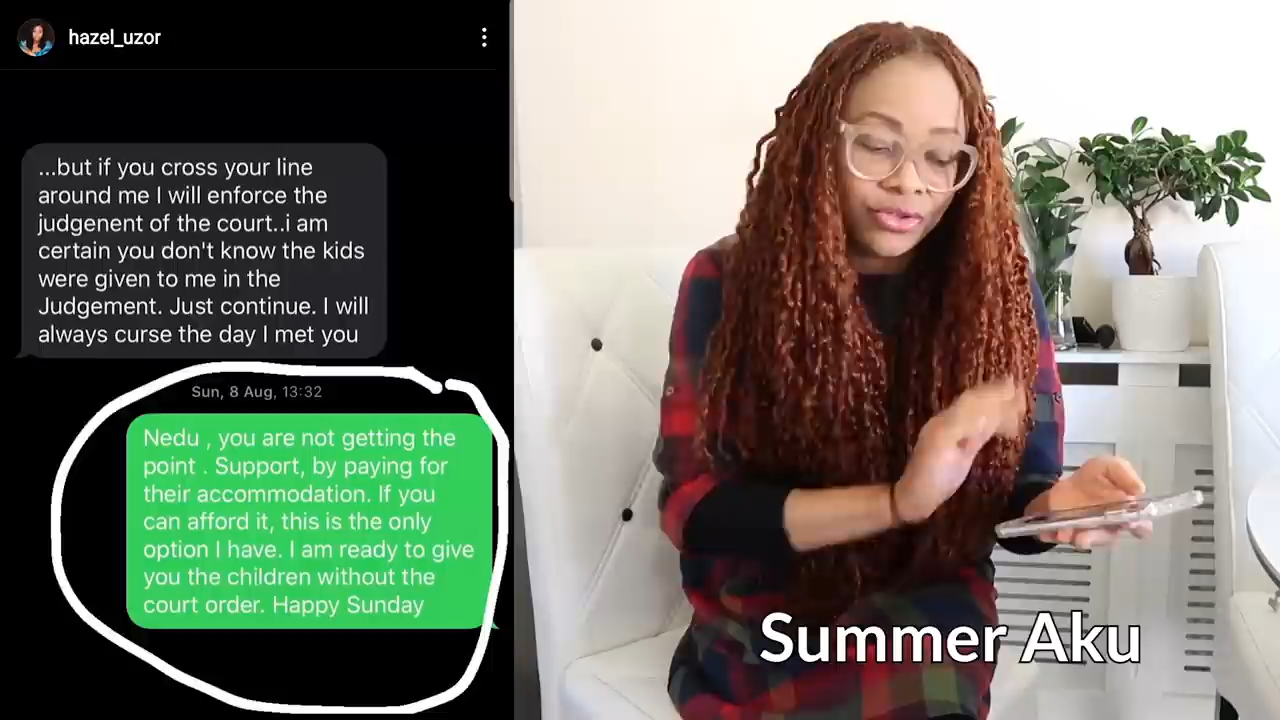 hazel_uzor
...but if you cross your line
around me I will enforce the
judgenent of the court..i am
certain you don't know the kids
were given to me in the
Judgement. Just continue. I will
always curse the day I met you
Sun, 8 Aug, 13:32
Nedu , you are not getting the
point . Support, by paying for
their accommodation. If you
can afford it, this is the only
option I have. I am ready to give
you the children without the
court order. Happy Sunday
Summer Aku